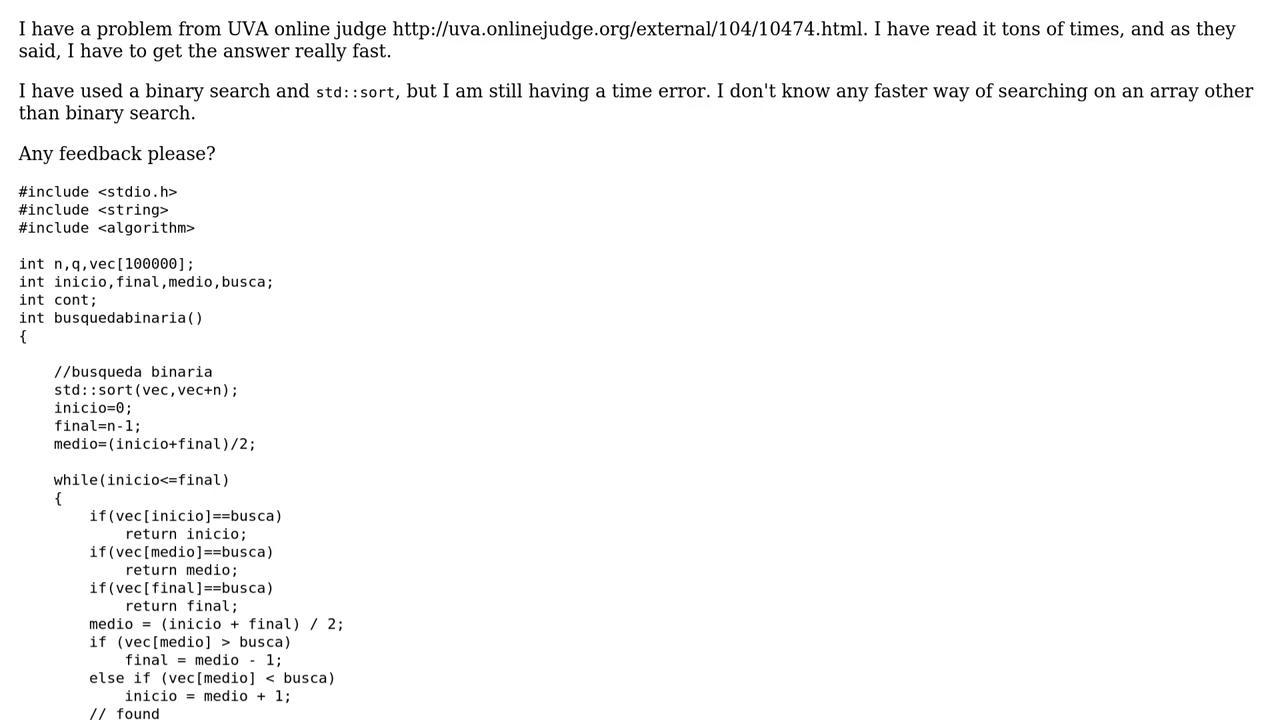 I have a problem from UVA online judge http://uva.onlinejudge.org/external/104/10474.html. I have read it tons of times, and as they
said, I have to get the answer really fast.
I have used a binary search and std::sort, but I am still having a time error. I don't know any faster way of searching on an array other
than binary search.
Any feedback please?
#include <stdio.h>
#include <string>
#include <algorithm>
int n,q,vec[100000];
int inicio,final,medio,busca;
int cont;
int busquedabinaria()
{
    //busqueda binaria
    std::sort(vec,vec+n);
    inicio=0;
    final=n-1;
    medio=(inicio+final)/2;
    while(inicio<=final)
    {
        if(vec[inicio]==busca)
            return inicio;
        if(vec[medio]==busca)
            return medio;
        if(vec[final]==busca)
            return final;
        medio = (inicio + final) / 2;
        if (vec[medio] > busca)
            final = medio - 1;
        else if (vec[medio] < busca)
            inicio = medio + 1;
        // found